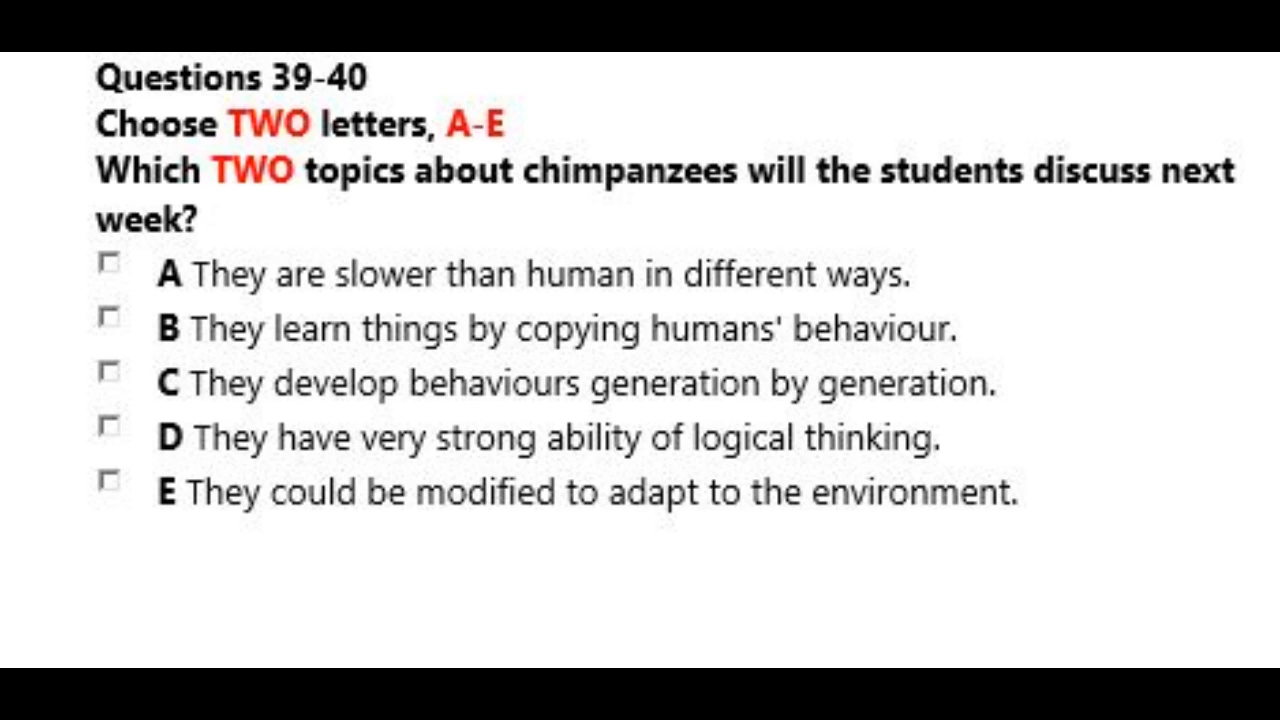 Questions 39-40
Choose TWO letters, A-E
Which TWO topics about chimpanzees will the students discuss next
week?
A They are slower than human in different ways.
B They learn things by copying humans' behaviour.
C They develop behaviours generation by generation.
D They have very strong ability of logical thinking.
E They could be modified to adapt to the environment.